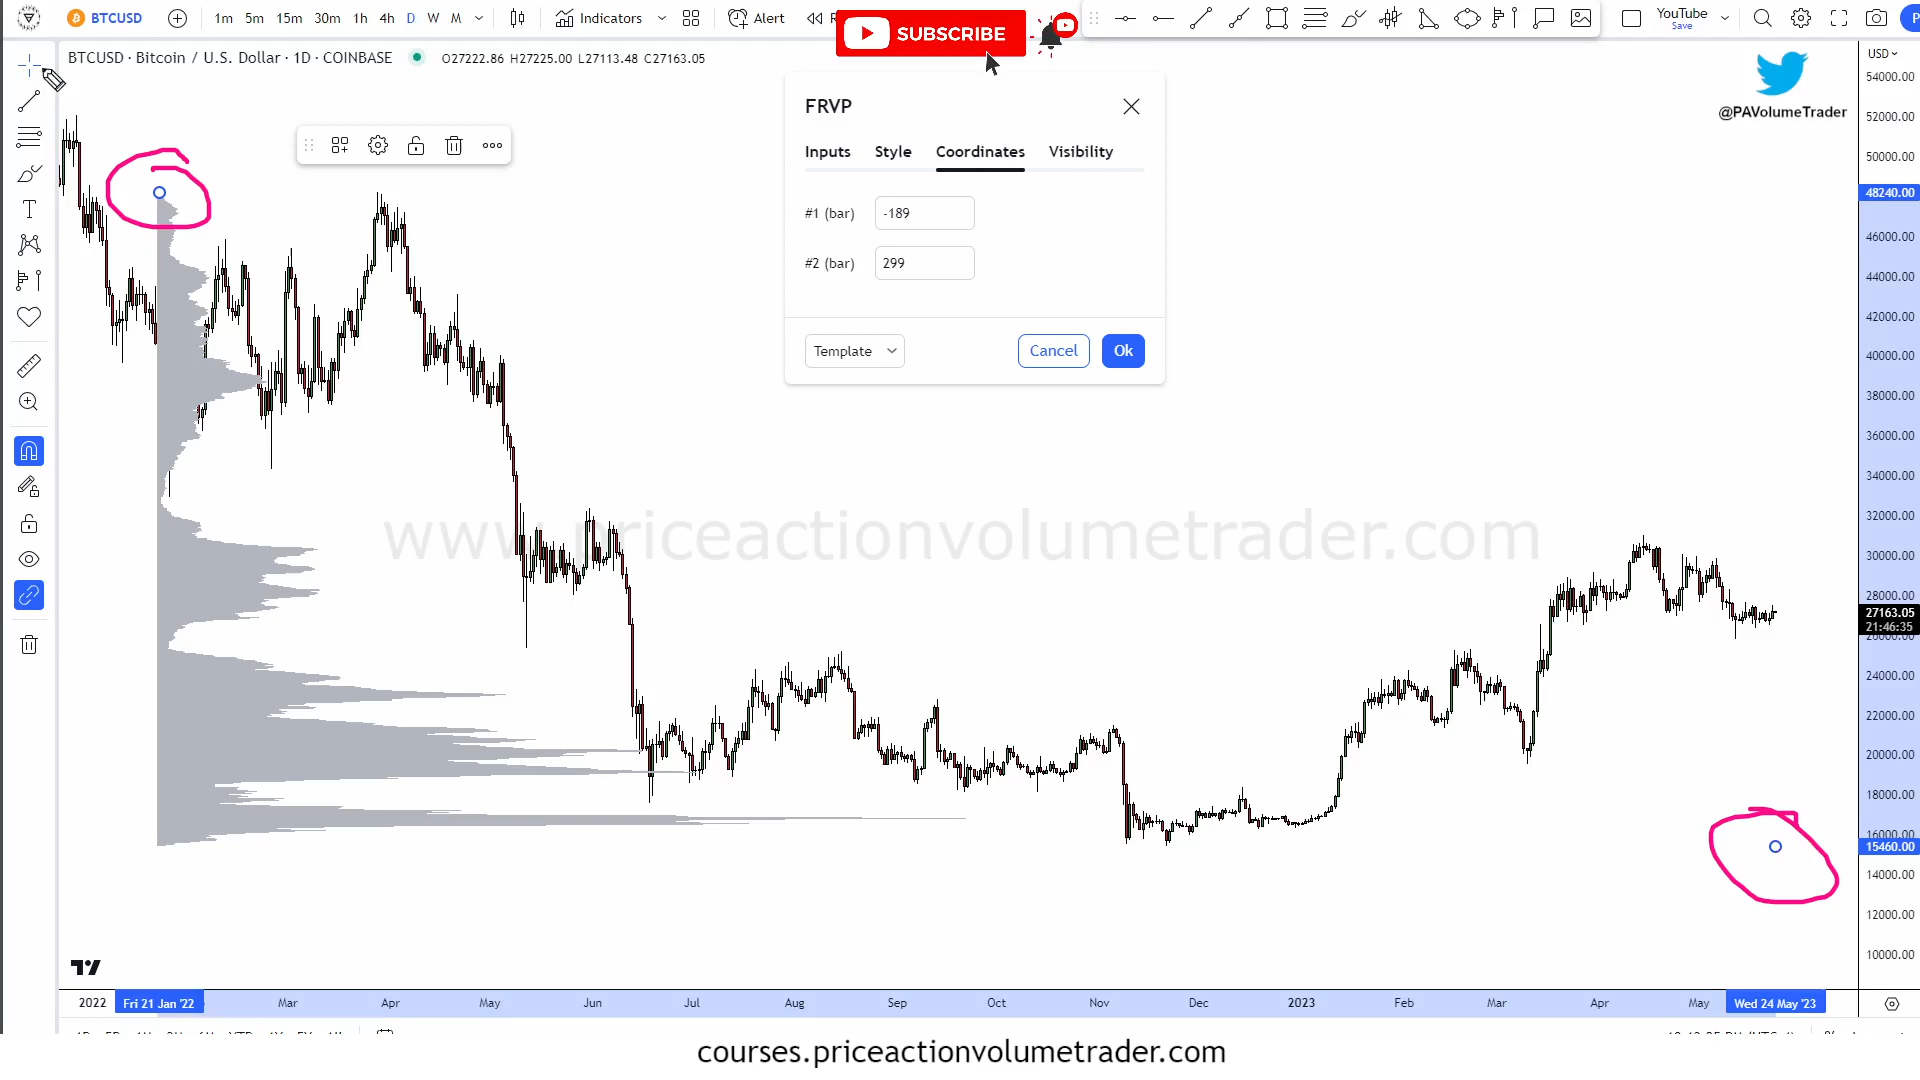 BTCUSD 1m 5m 15m 30m 1h 4h D W M Indicators Alert
SUBSCRIBE
YouTube
Save
BTCUSD · Bitcoin / U.S. Dollar · 1D · COINBASE O27222.86 H27225.00 L27113.48 C27163.05
USD
@PAVolumeTrader
FRVP
Inputs Style Coordinates Visibility
#1 (bar) -189
#2 (bar) 299
Template Cancel Ok
54000.00
52000.00
50000.00
48240.00
46000.00
44000.00
42000.00
40000.00
38000.00
36000.00
34000.00
32000.00
30000.00
28000.00
27163.05
21:46:35
26000.00
24000.00
22000.00
20000.00
18000.00
16000.00
15460.00
14000.00
12000.00
10000.00
www.priceactionvolumetrader.com
2022 Fri 21 Jan '22 Mar Apr May Jun Jul Aug Sep Oct Nov Dec 2023 Feb Mar Apr May Wed 24 May '23
courses.priceactionvolumetrader.com